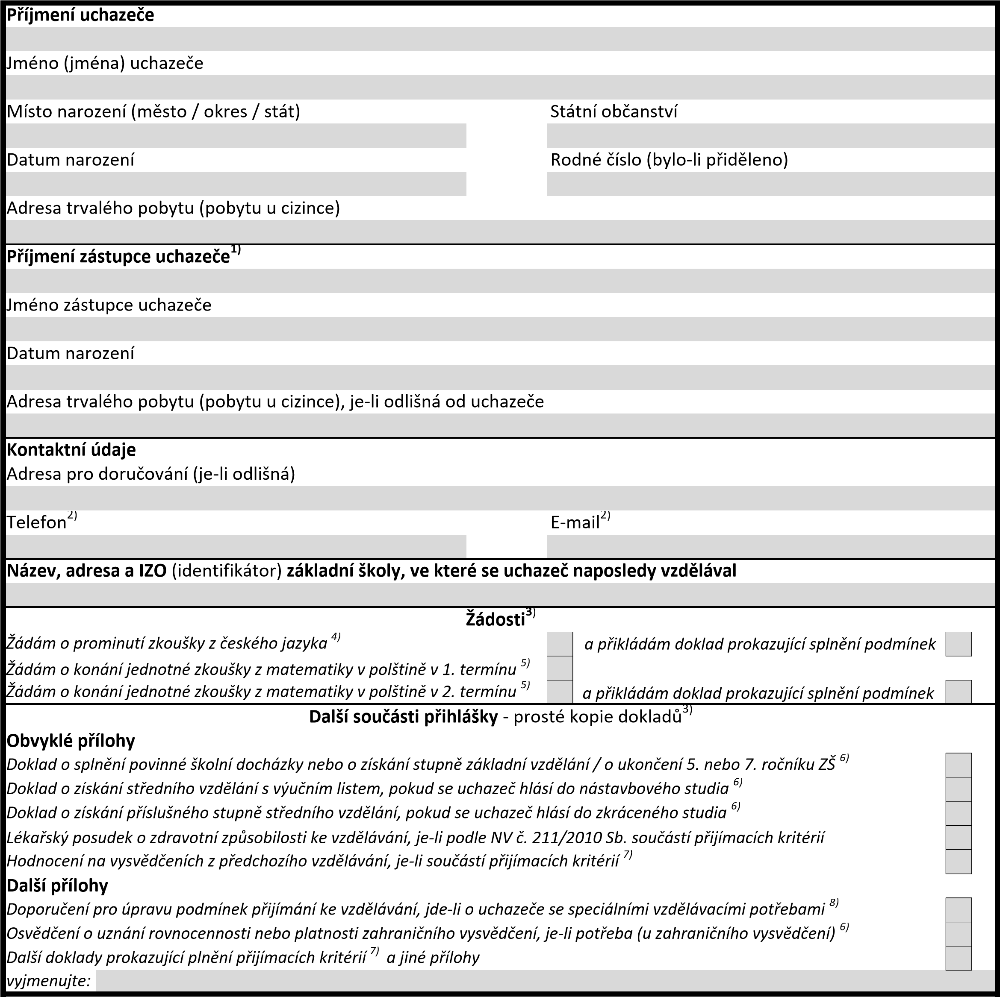 Příjmení uchazeče
Jméno (jména) uchazeče
Místo narození (město / okres / stát) Státní občanství
Datum narození Rodné číslo (bylo-li přiděleno)
Adresa trvalého pobytu (pobytu u cizince)
Příjmení zástupce uchazeče1)
Jméno zástupce uchazeče
Datum narození
Adresa trvalého pobytu (pobytu u cizince), je-li odlišná od uchazeče
Kontaktní údaje
Adresa pro doručování (je-li odlišná)
Telefon2) E-mail2)
Název, adresa a IZO (identifikátor) základní školy, ve které se uchazeč naposledy vzdělával
Žádosti3)
Žádám o prominutí zkoušky z českého jazyka 4) a přikládám doklad prokazující splnění podmínek
Žádám o konání jednotné zkoušky z matematiky v polštině v 1. termínu 5)
Žádám o konání jednotné zkoušky z matematiky v polštině v 2. termínu 5) a přikládám doklad prokazující splnění podmínek
Další součásti přihlášky - prosté kopie dokladů3)
Obvyklé přílohy
Doklad o splnění povinné školní docházky nebo o získání stupně základní vzdělání / o ukončení 5. nebo 7. ročníku ZŠ 6)
Doklad o získání středního vzdělání s výučním listem, pokud se uchazeč hlásí do nástavbového studia 6)
Doklad o získání příslušného stupně středního vzdělání, pokud se uchazeč hlásí do zkráceného studia 6)
Lékařský posudek o zdravotní způsobilosti ke vzdělávání, je-li podle NV č. 211/2010 Sb. součástí přijímacích kritérií
Hodnocení na vysvědčeních z předchozího vzdělávání, je-li součástí přijímacích kritérií 7)
Další přílohy
Doporučení pro úpravu podmínek přijímání ke vzdělávání, jde-li o uchazeče se speciálními vzdělávacími potřebami 8)
Osvědčení o uznání rovnocennosti nebo platnosti zahraničního vysvědčení, je-li potřeba (u zahraničního vysvědčení) 6)
Další doklady prokazující plnění přijímacích kritérií 7) a jiné přílohy
vyjmenujte: